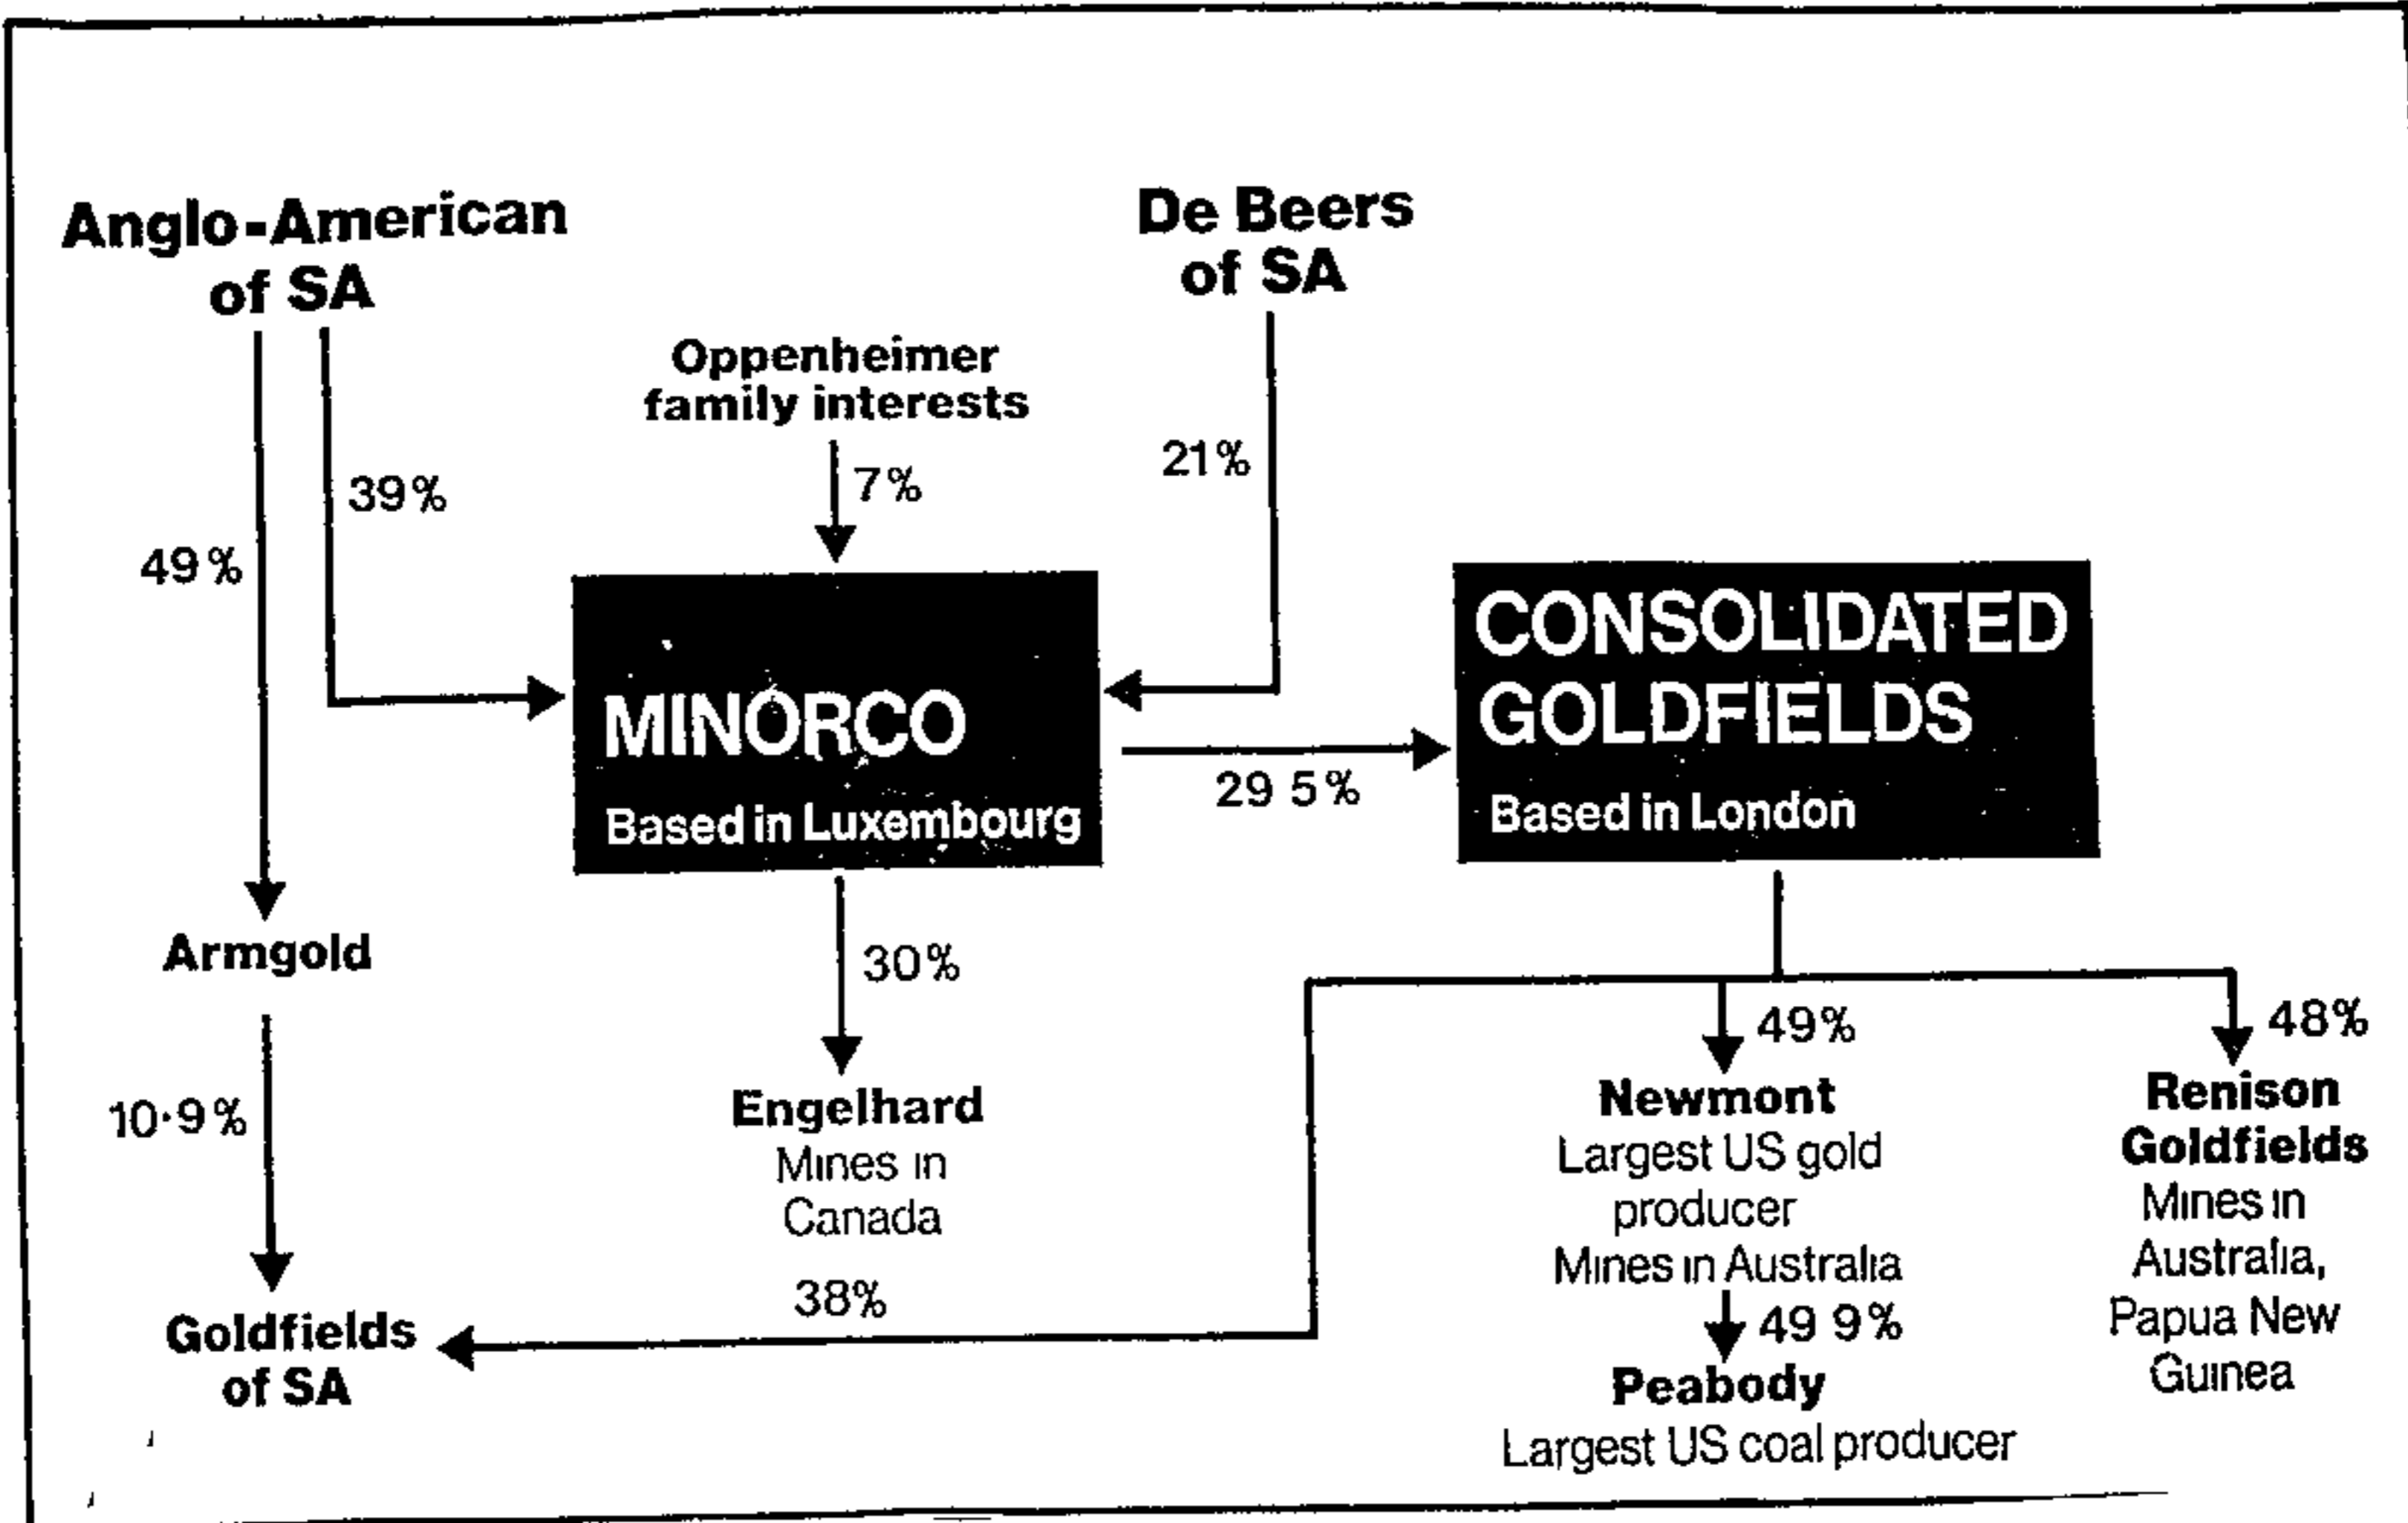 Anglo-American
of SA
De Beers
of SA
Oppenheimer
family interests
7%
21%
39%
49%
MINORCO
Based in Luxembourg
CONSOLIDATED
GOLDFIELDS
Based in London
29 5%
Armgold
30%
10·9%
Engelhard
Mines in
Canada
38%
Goldfields
of SA
49%
Newmont
Largest US gold
producer
Mines in Australia
49 9%
Peabody
Largest US coal producer
48%
Renison
Goldfields
Mines in
Australia,
Papua New
Guinea